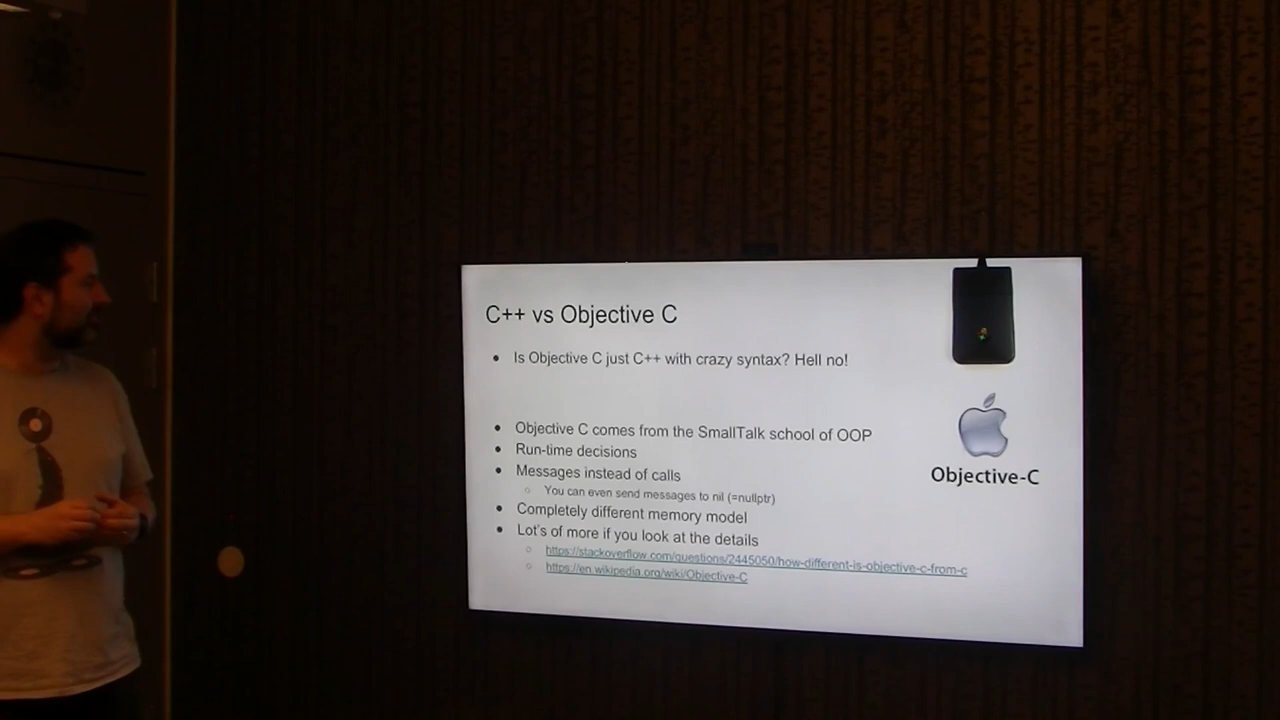 C++ vs Objective C
Is Objective C just C++ with crazy syntax? Hell no!
Objective C comes from the SmallTalk school of OOP
Run-time decisions
Messages instead of calls
You can even send messages to nil (=nullptr)
Completely different memory model
Lot's of more if you look at the details
https://stackoverflow.com/questions/2445050/how-different-is-objective-c-from-c
https://en.wikipedia.org/wiki/Objective-C
Objective-C